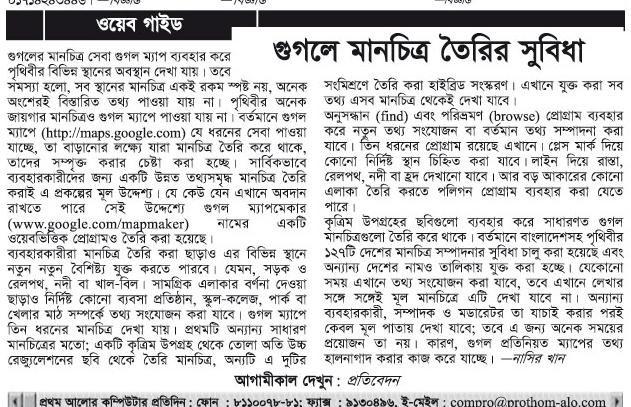 ওয়েব গাইড
গুগলে মানচিত্র তৈরির সুবিধা
গুগলের মানচিত্র সেবা গুগল ম্যাপ ব্যবহার করে
পৃথিবীর বিভিন্ন স্থানের অবস্থান দেখা যায়। তবে
সমস্যা হলো, সব স্থানের মানচিত্র একই রকম স্পষ্ট নয়, অনেক
অংশেরই বিস্তারিত তথ্য পাওয়া যায় না। পৃথিবীর অনেক
জায়গার মানচিত্রও গুগল ম্যাপে পাওয়া যায় না। বর্তমানে গুগল
ম্যাপে (http://maps.google.com) যে ধরনের সেবা পাওয়া
যাচ্ছে, তা বাড়ানোর লক্ষ্যে যারা মানচিত্র তৈরি করে থাকে,
তাদের সম্পৃক্ত করার চেষ্টা করা হচ্ছে। সার্বিকভাবে
ব্যবহারকারীদের জন্য একটি উন্নত তথ্যসমৃদ্ধ মানচিত্র তৈরি
করাই এ প্রকল্পের মূল উদ্দেশ্য। যে কেউ যেন এখানে অবদান
রাখতে পারে সেই উদ্দেশ্যে গুগল ম্যাপমেকার
(www.google.com/mapmaker) নামের একটি
ওয়েবভিত্তিক প্রোগ্রামও তৈরি করা হয়েছে।
ব্যবহারকারীরা মানচিত্র তৈরি করা ছাড়াও এর বিভিন্ন স্থানে
নতুন নতুন বৈশিষ্ট্য যুক্ত করতে পারবে। যেমন, সড়ক ও
রেলপথ, নদী বা খাল-বিল। সামগ্রিক এলাকার বর্ণনা দেওয়া
ছাড়াও নির্দিষ্ট কোনো ব্যবসা প্রতিষ্ঠান, স্কুল-কলেজ, পার্ক বা
খেলার মাঠ সম্পর্কে তথ্য সংযোজন করা যাবে। গুগল ম্যাপে
তিন ধরনের মানচিত্র দেখা যায়। প্রথমটি অন্যান্য সাধারণ
মানচিত্রের মতো; একটি কৃত্রিম উপগ্রহ থেকে তোলা অতি উচ্চ
রেজ্যুলেশনের ছবি থেকে তৈরি মানচিত্র, অন্যটি এ দুটির
সংমিশ্রণে তৈরি করা হাইব্রিড সংস্করণ। এখানে যুক্ত করা সব
তথ্য এসব মানচিত্র থেকেই দেখা যাবে।
অনুসন্ধান (find) এবং পরিভ্রমণ (browse) প্রোগ্রাম ব্যবহার
করে নতুন তথ্য সংযোজন বা বর্তমান তথ্য সম্পাদনা করা
যাবে। তিন ধরনের প্রোগ্রাম রয়েছে এখানে। প্লেস মার্ক দিয়ে
কোনো নির্দিষ্ট স্থান চিহ্নিত করা যাবে। লাইন দিয়ে রাস্তা,
রেলপথ, নদী বা হ্রদ দেখানো যাবে। আর বড় আকারের কোনো
এলাকা তৈরি করতে পলিগন প্রোগ্রাম ব্যবহার করা যেতে
পারে।
কৃত্রিম উপগ্রহের ছবিগুলো ব্যবহার করে সাধারণত গুগল
মানচিত্রগুলো তৈরি করে থাকে। বর্তমানে বাংলাদেশসহ পৃথিবীর
১২৭টি দেশের মানচিত্র সম্পাদনার সুবিধা চালু করা হয়েছে এবং
অন্যান্য দেশের নামও তালিকায় যুক্ত করা হচ্ছে। যেকোনো
সময় এখানে তথ্য সংযোজন করা যাবে, তবে এখানে লেখার
সঙ্গে সঙ্গেই মূল মানচিত্রে এটি দেখা যাবে না। অন্যান্য
ব্যবহারকারী, সম্পাদক ও মডারেটর তা যাচাই করার পরই
কেবল মূল পাতায় দেখা যাবে; তবে এ জন্য অনেক সময়ের
প্রয়োজন তা নয়। কারণ, গুগল প্রতিনিয়ত ম্যাপের তথ্য
হালনাগাদ করার কাজ করে যাচ্ছে। —নাসির খান
আগামীকাল দেখুন : প্রতিবেদন
প্রথম আলোর কম্পিউটার প্রতিদিন : ফোন : ৮১১০০৭৮-৮১; ফ্যাক্স : ৯১৩০৪৯৬, ই-মেইল : compro@prothom-alo.com